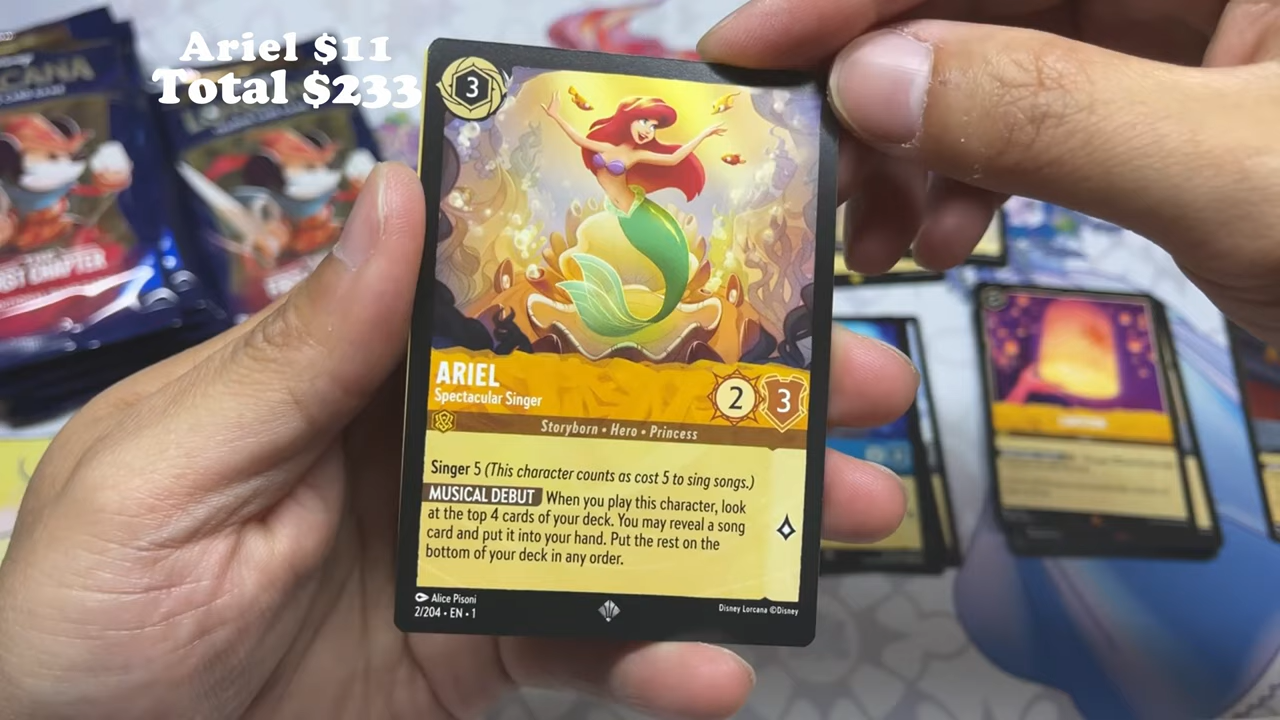 Ariel $11
Total $233
3
ARIEL
Spectacular Singer
2
3
Storyborn • Hero • Princess
Singer 5 (This character counts as cost 5 to sing songs.)
MUSICAL DEBUT When you play this character, look
at the top 4 cards of your deck. You may reveal a song
card and put it into your hand. Put the rest on the
bottom of your deck in any order.
Alice Pisoni
2/204 • EN • 1
Disney Lorcana ©Disney
FIRST CHAPTER